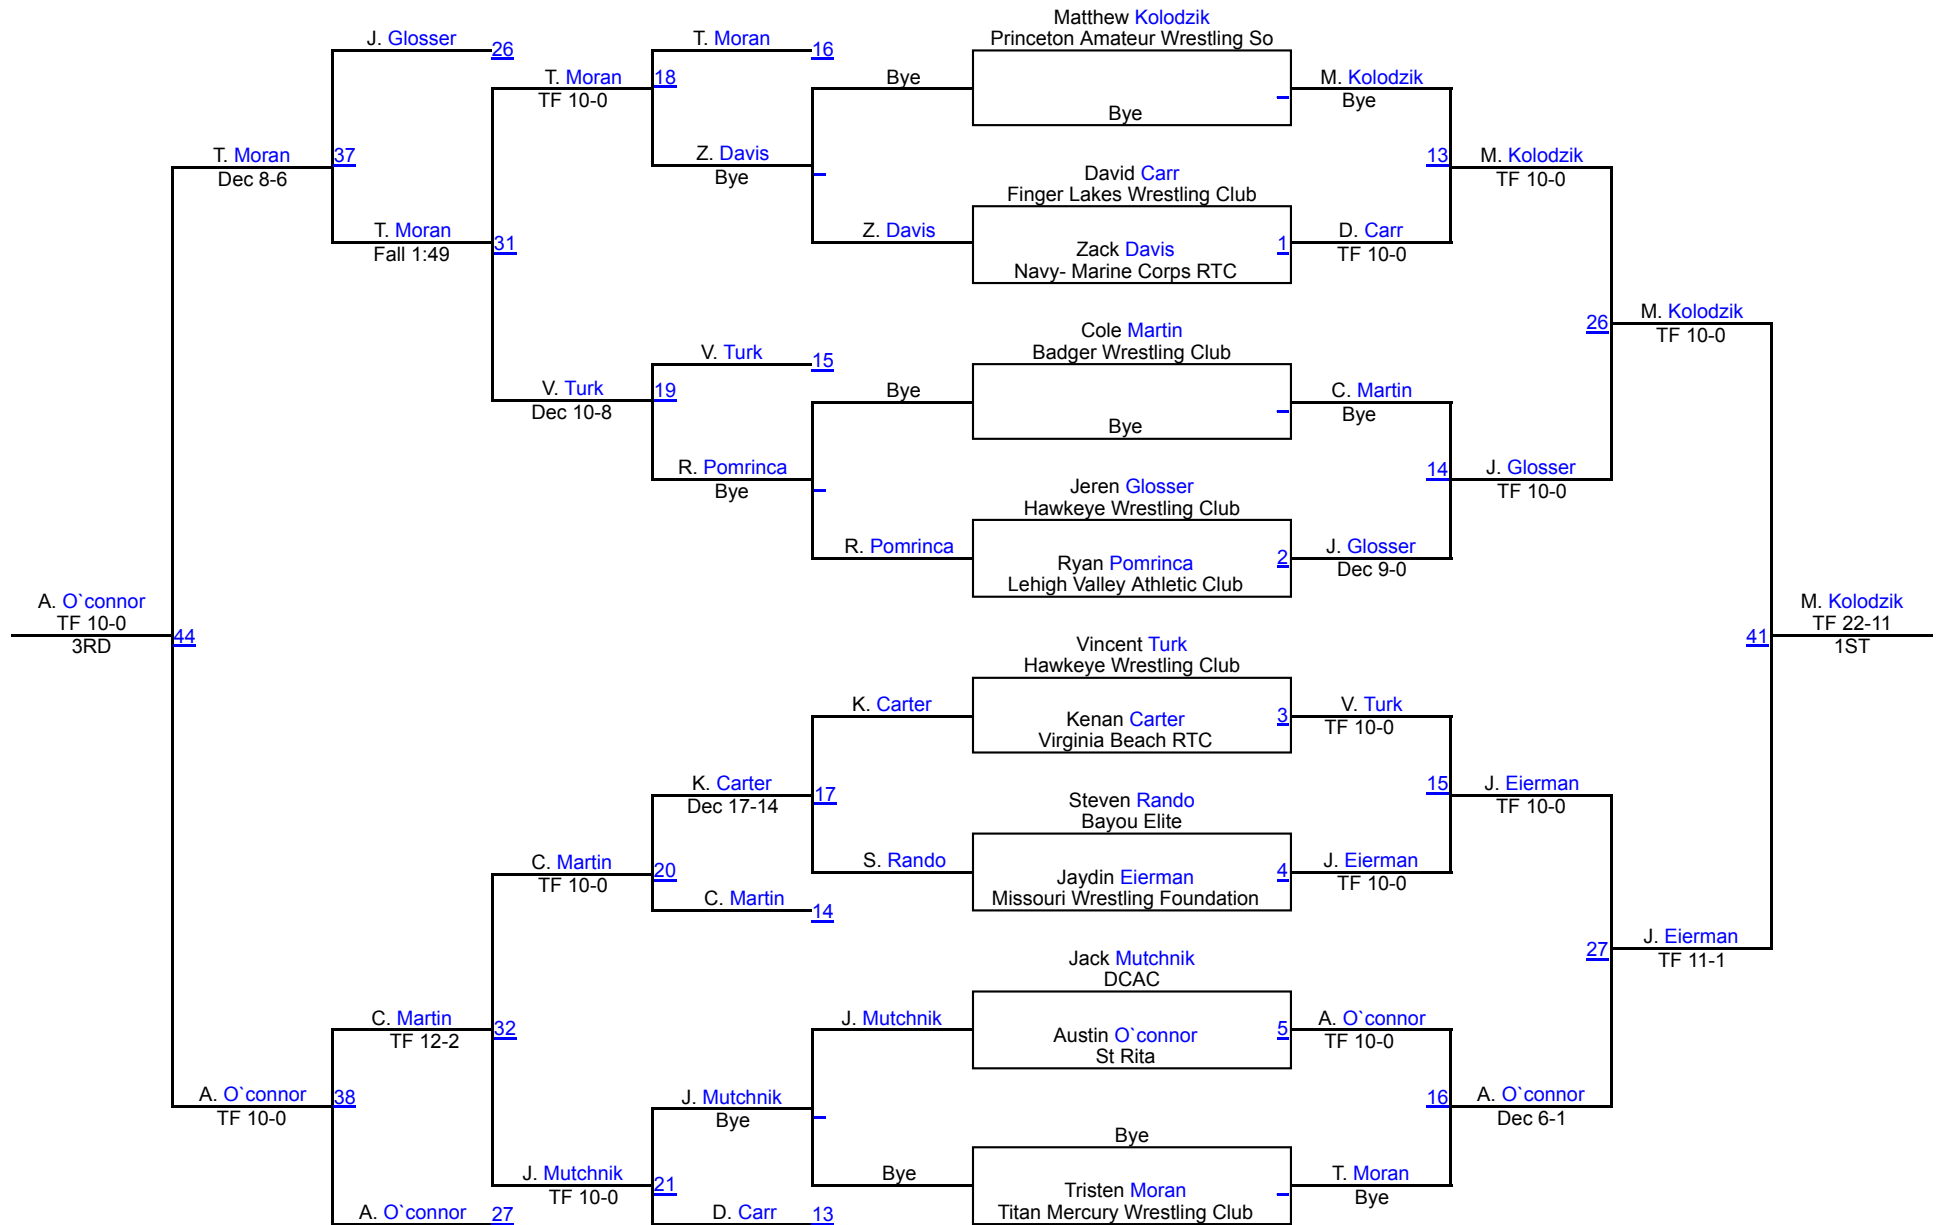 Matthew Kolodzik
J. Glosser
T. Moran
Princeton Amateur Wrestling So
26
16
T. Moran
18
Bye
M. Kolodzik
TF 10-0
Bye
Bye
T. Moran
37
Z. Davis
13
M. Kolodzik
Dec 8-6
Bye
David Carr
TF 10-0
Finger Lakes Wrestling Club
T. Moran
31
Z. Davis
D. Carr
Fall 1:49
Zack Davis
1
TF 10-0
Navy- Marine Corps RTC
M. Kolodzik
Cole Martin
26
TF 10-0
V. Turk
15
Badger Wrestling Club
V. Turk
19
Bye
C. Martin
Dec 10-8
Bye
Bye
R. Pomrinca
14
J. Glosser
Bye
Jeren Glosser
TF 10-0
Hawkeye Wrestling Club
R. Pomrinca
J. Glosser
Ryan Pomrinca
2
Dec 9-0
Lehigh Valley Athletic Club
A. O`connor
M. Kolodzik
TF 10-0
TF 22-11
44
Vincent Turk
41
3RD
1ST
Hawkeye Wrestling Club
K. Carter
V. Turk
Kenan Carter
3
TF 10-0
Virginia Beach RTC
K. Carter
17
15
J. Eierman
Dec 17-14
Steven Rando
TF 10-0
Bayou Elite
C. Martin
20
S. Rando
J. Eierman
TF 10-0
Jaydin Eierman
4
TF 10-0
C. Martin
14
Missouri Wrestling Foundation
J. Eierman
Jack Mutchnik
27
TF 11-1
DCAC
C. Martin
32
J. Mutchnik
A. O`connor
TF 12-2
Austin O`connor
5
TF 10-0
St Rita
A. O`connor
38
J. Mutchnik
16
A. O`connor
TF 10-0
Bye
Dec 6-1
Bye
J. Mutchnik
21
Bye
T. Moran
TF 10-0
Tristen Moran
Bye
A. O`connor
27
D. Carr
13
Titan Mercury Wrestling Club